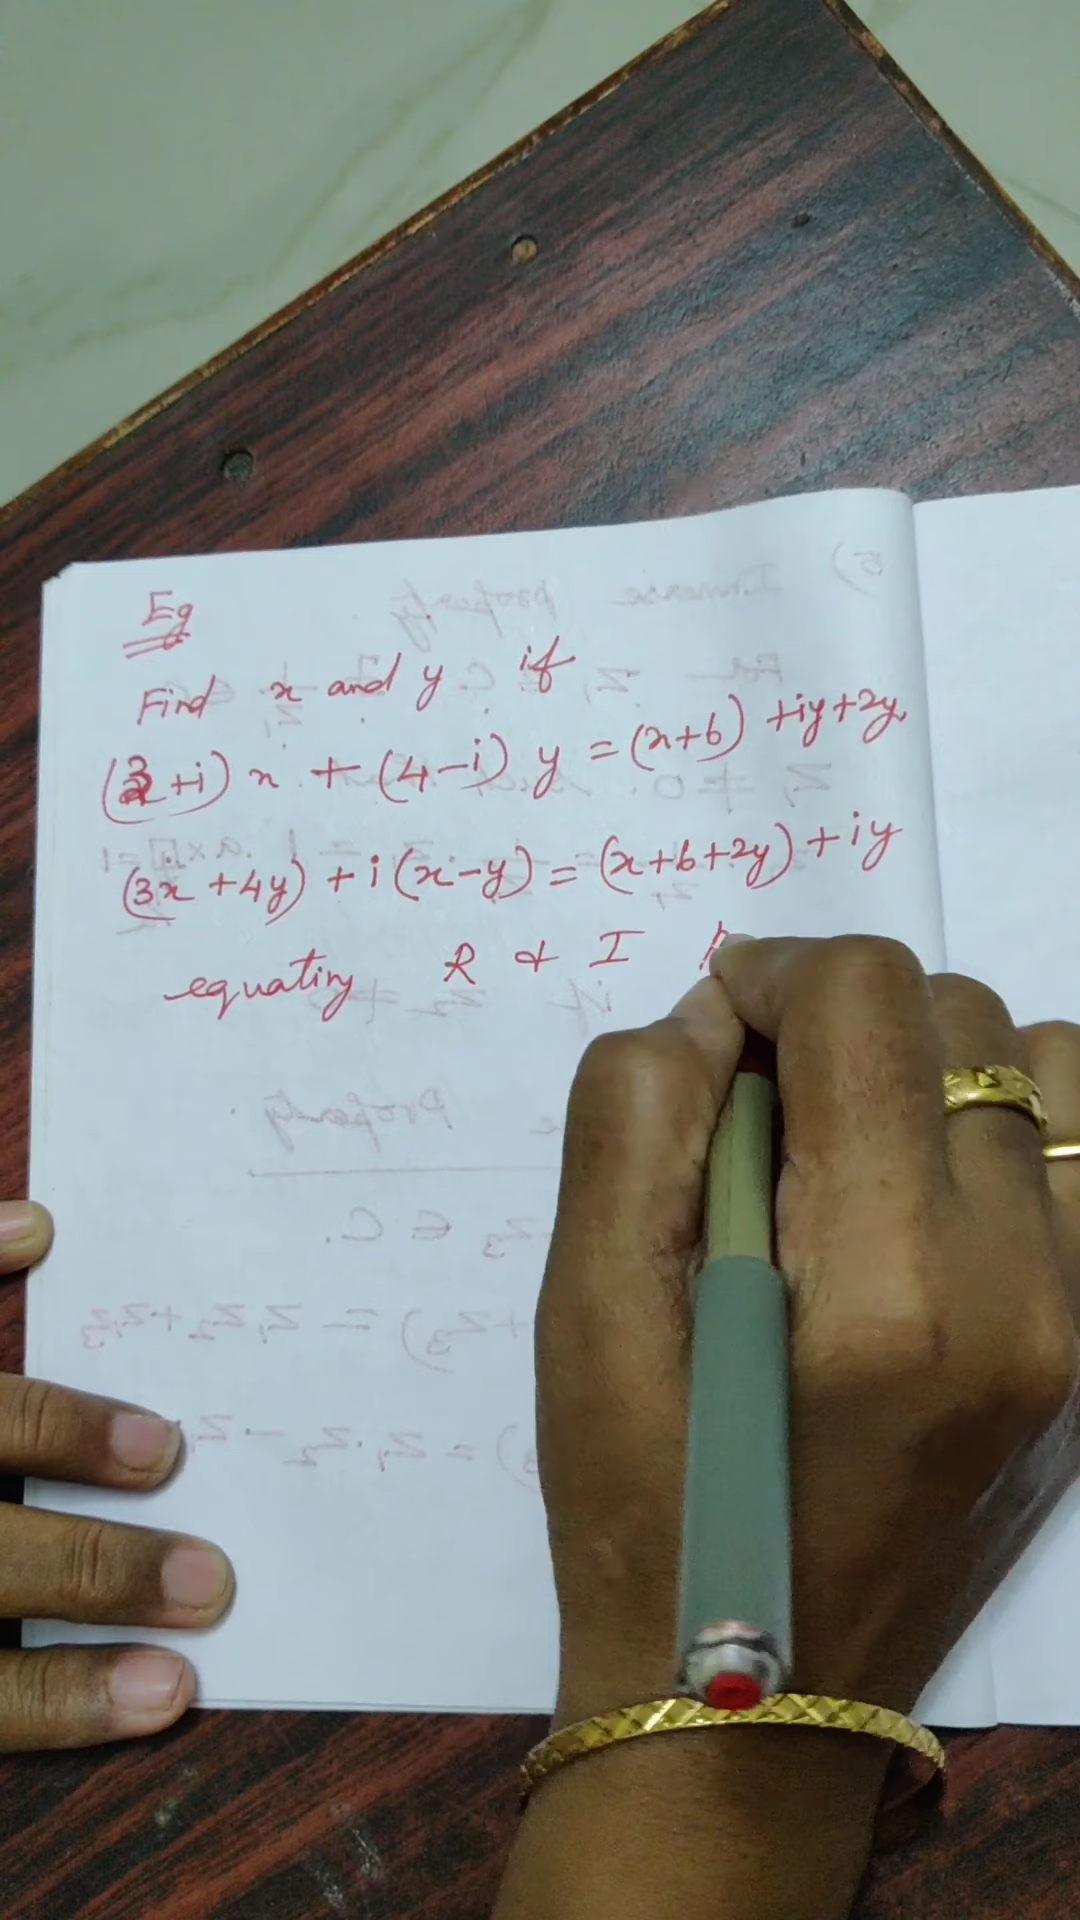 Eg
Find x and y if
(3+i) x + (4-i) y = (x+6) + iy + 2y
(3x+4y) + i(x-y) = (x+6+2y) + iy
equating R & I